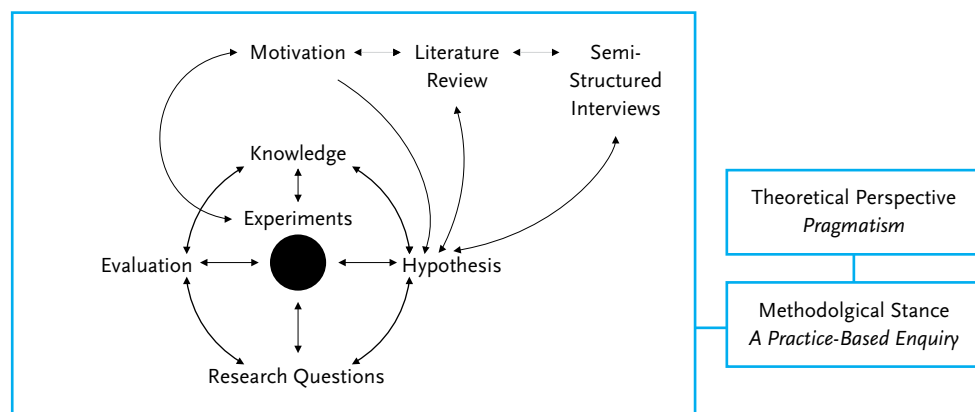 Motivation
Literature
Review
Semi-
Structured
Interviews
Knowledge
Experiments
Evaluation
Hypothesis
Research Questions
Theoretical Perspective
Pragmatism
Methodolgical Stance
A Practice-Based Enquiry